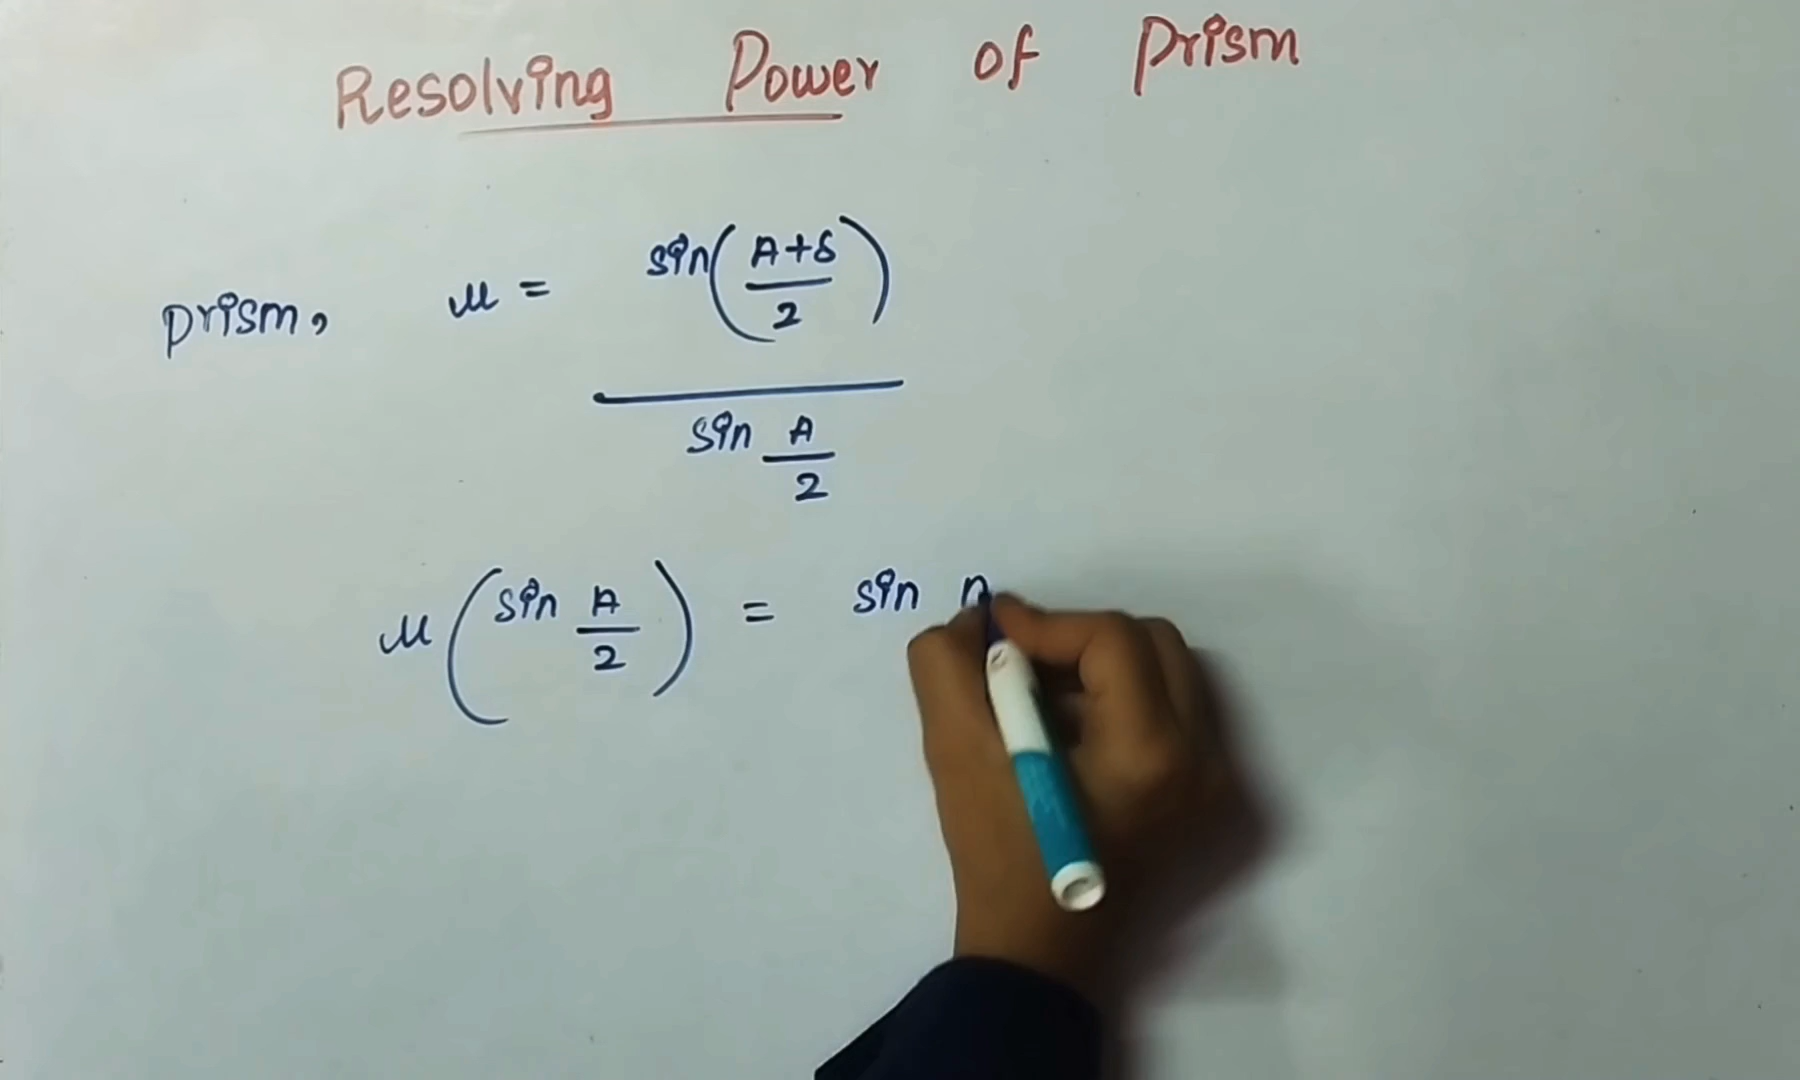 Resolving Power of Prism
prism, μ = sin(A+δ/2)
sin A/2
μ(sin A/2) = sin